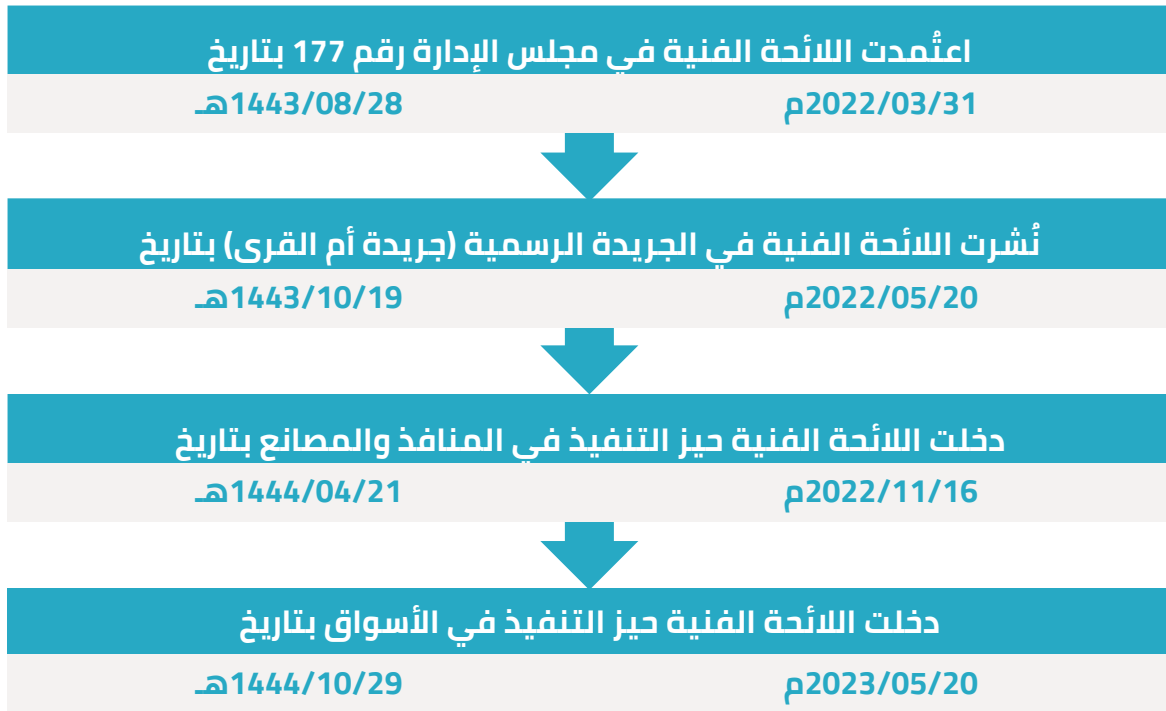 اعتُمدت اللائحة الفنية في مجلس الإدارة رقم 177 بتاريخ
2022/03/31م 1443/08/28هـ
نُشرت اللائحة الفنية في الجريدة الرسمية (جريدة أم القرى) بتاريخ
2022/05/20م 1443/10/19هـ
دخلت اللائحة الفنية حيز التنفيذ في المنافذ والمصانع بتاريخ
2022/11/16م 1444/04/21هـ
دخلت اللائحة الفنية حيز التنفيذ في الأسواق بتاريخ
2023/05/20م 1444/10/29هـ